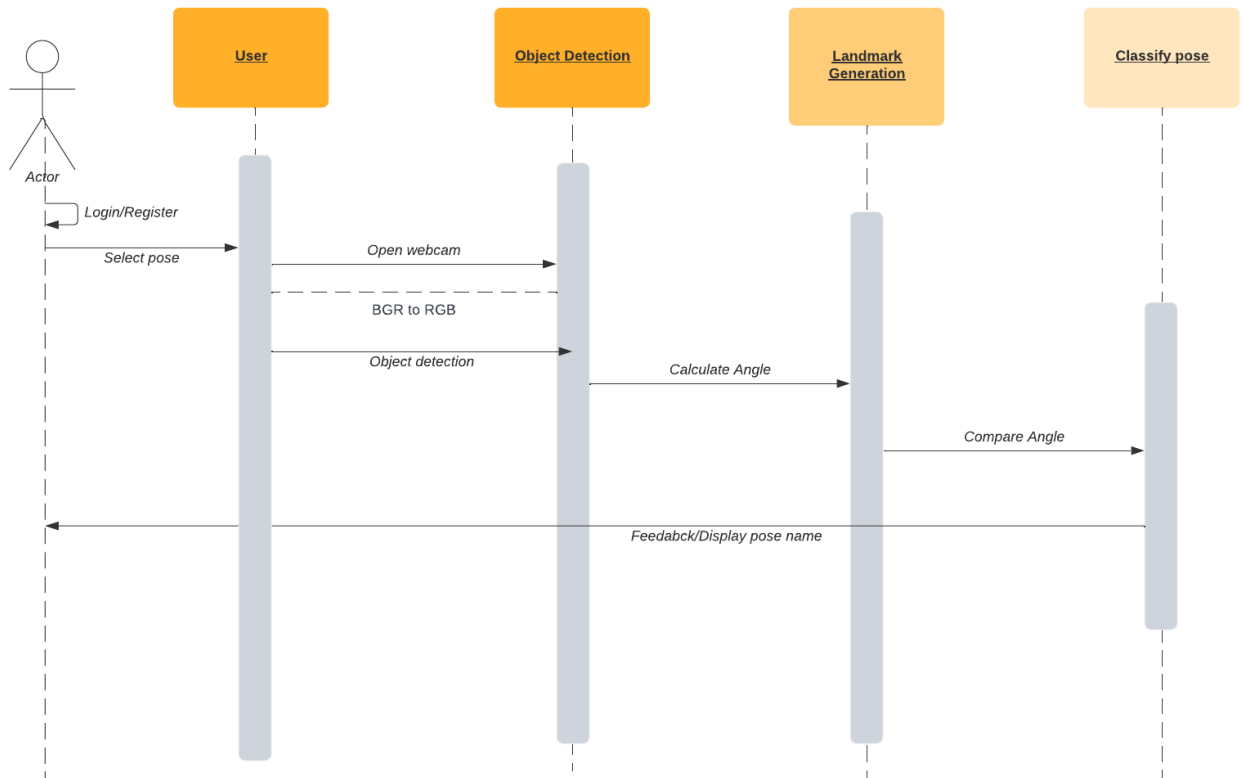 User
Object Detection
Landmark
Generation
Classify pose
Actor
Login/Register
Select pose
Open webcam
BGR to RGB
Object detection
Calculate Angle
Compare Angle
Feedabck/Display pose name